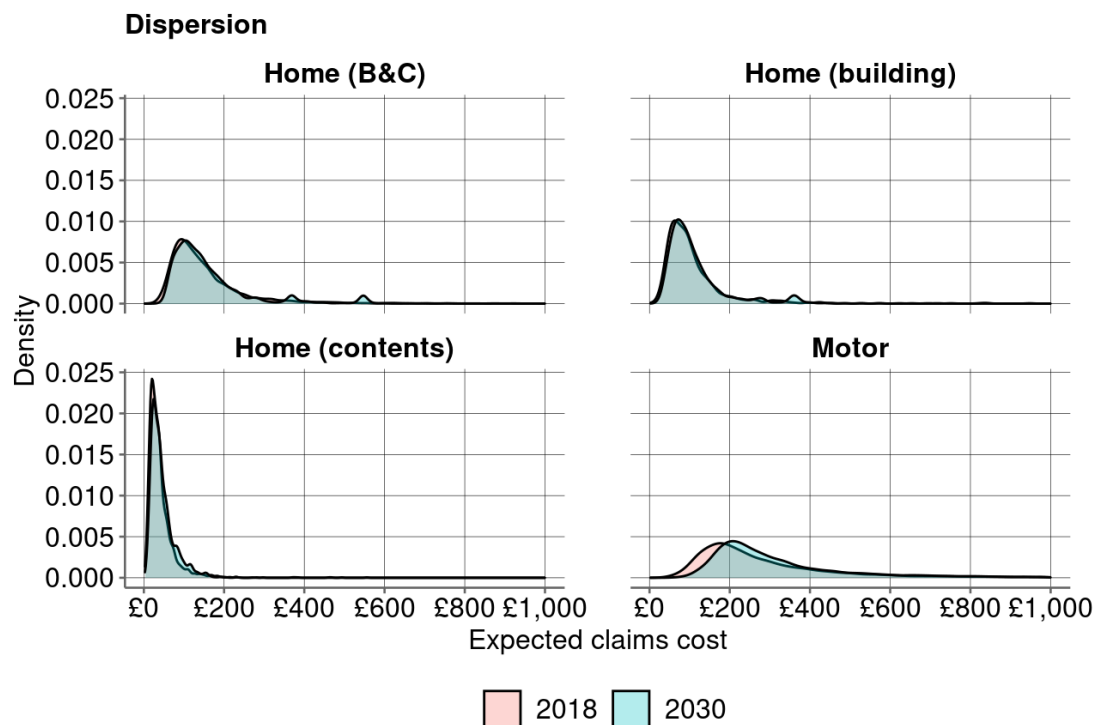 Dispersion
Home (B&C) Home (building)
0.025
0.020
0.015
0.010
0.005
0.000
Home (contents) Motor
0.025
0.020
0.015
0.010
0.005
0.000
Density
£0 £200 £400 £600 £800 £1,000 £0 £200 £400 £600 £800 £1,000
Expected claims cost
2018 2030